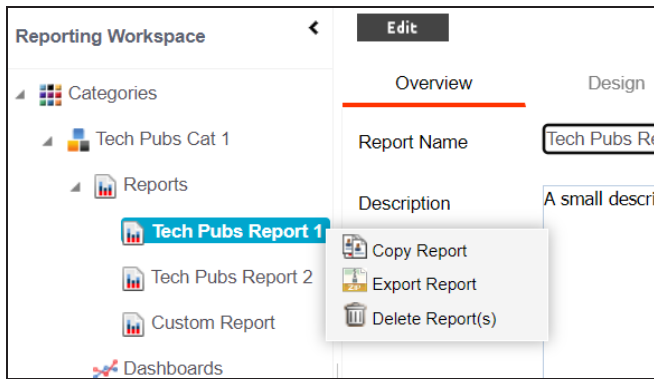 Reporting Workspace
Edit
Categories
Overview
Design
Tech Pubs Cat 1
Report Name
Tech Pubs Re
Reports
Description
A small descri
Tech Pubs Report 1
Copy Report
Tech Pubs Report 2
Export Report
ZIP
Custom Report
Delete Report(s)
Dashboards